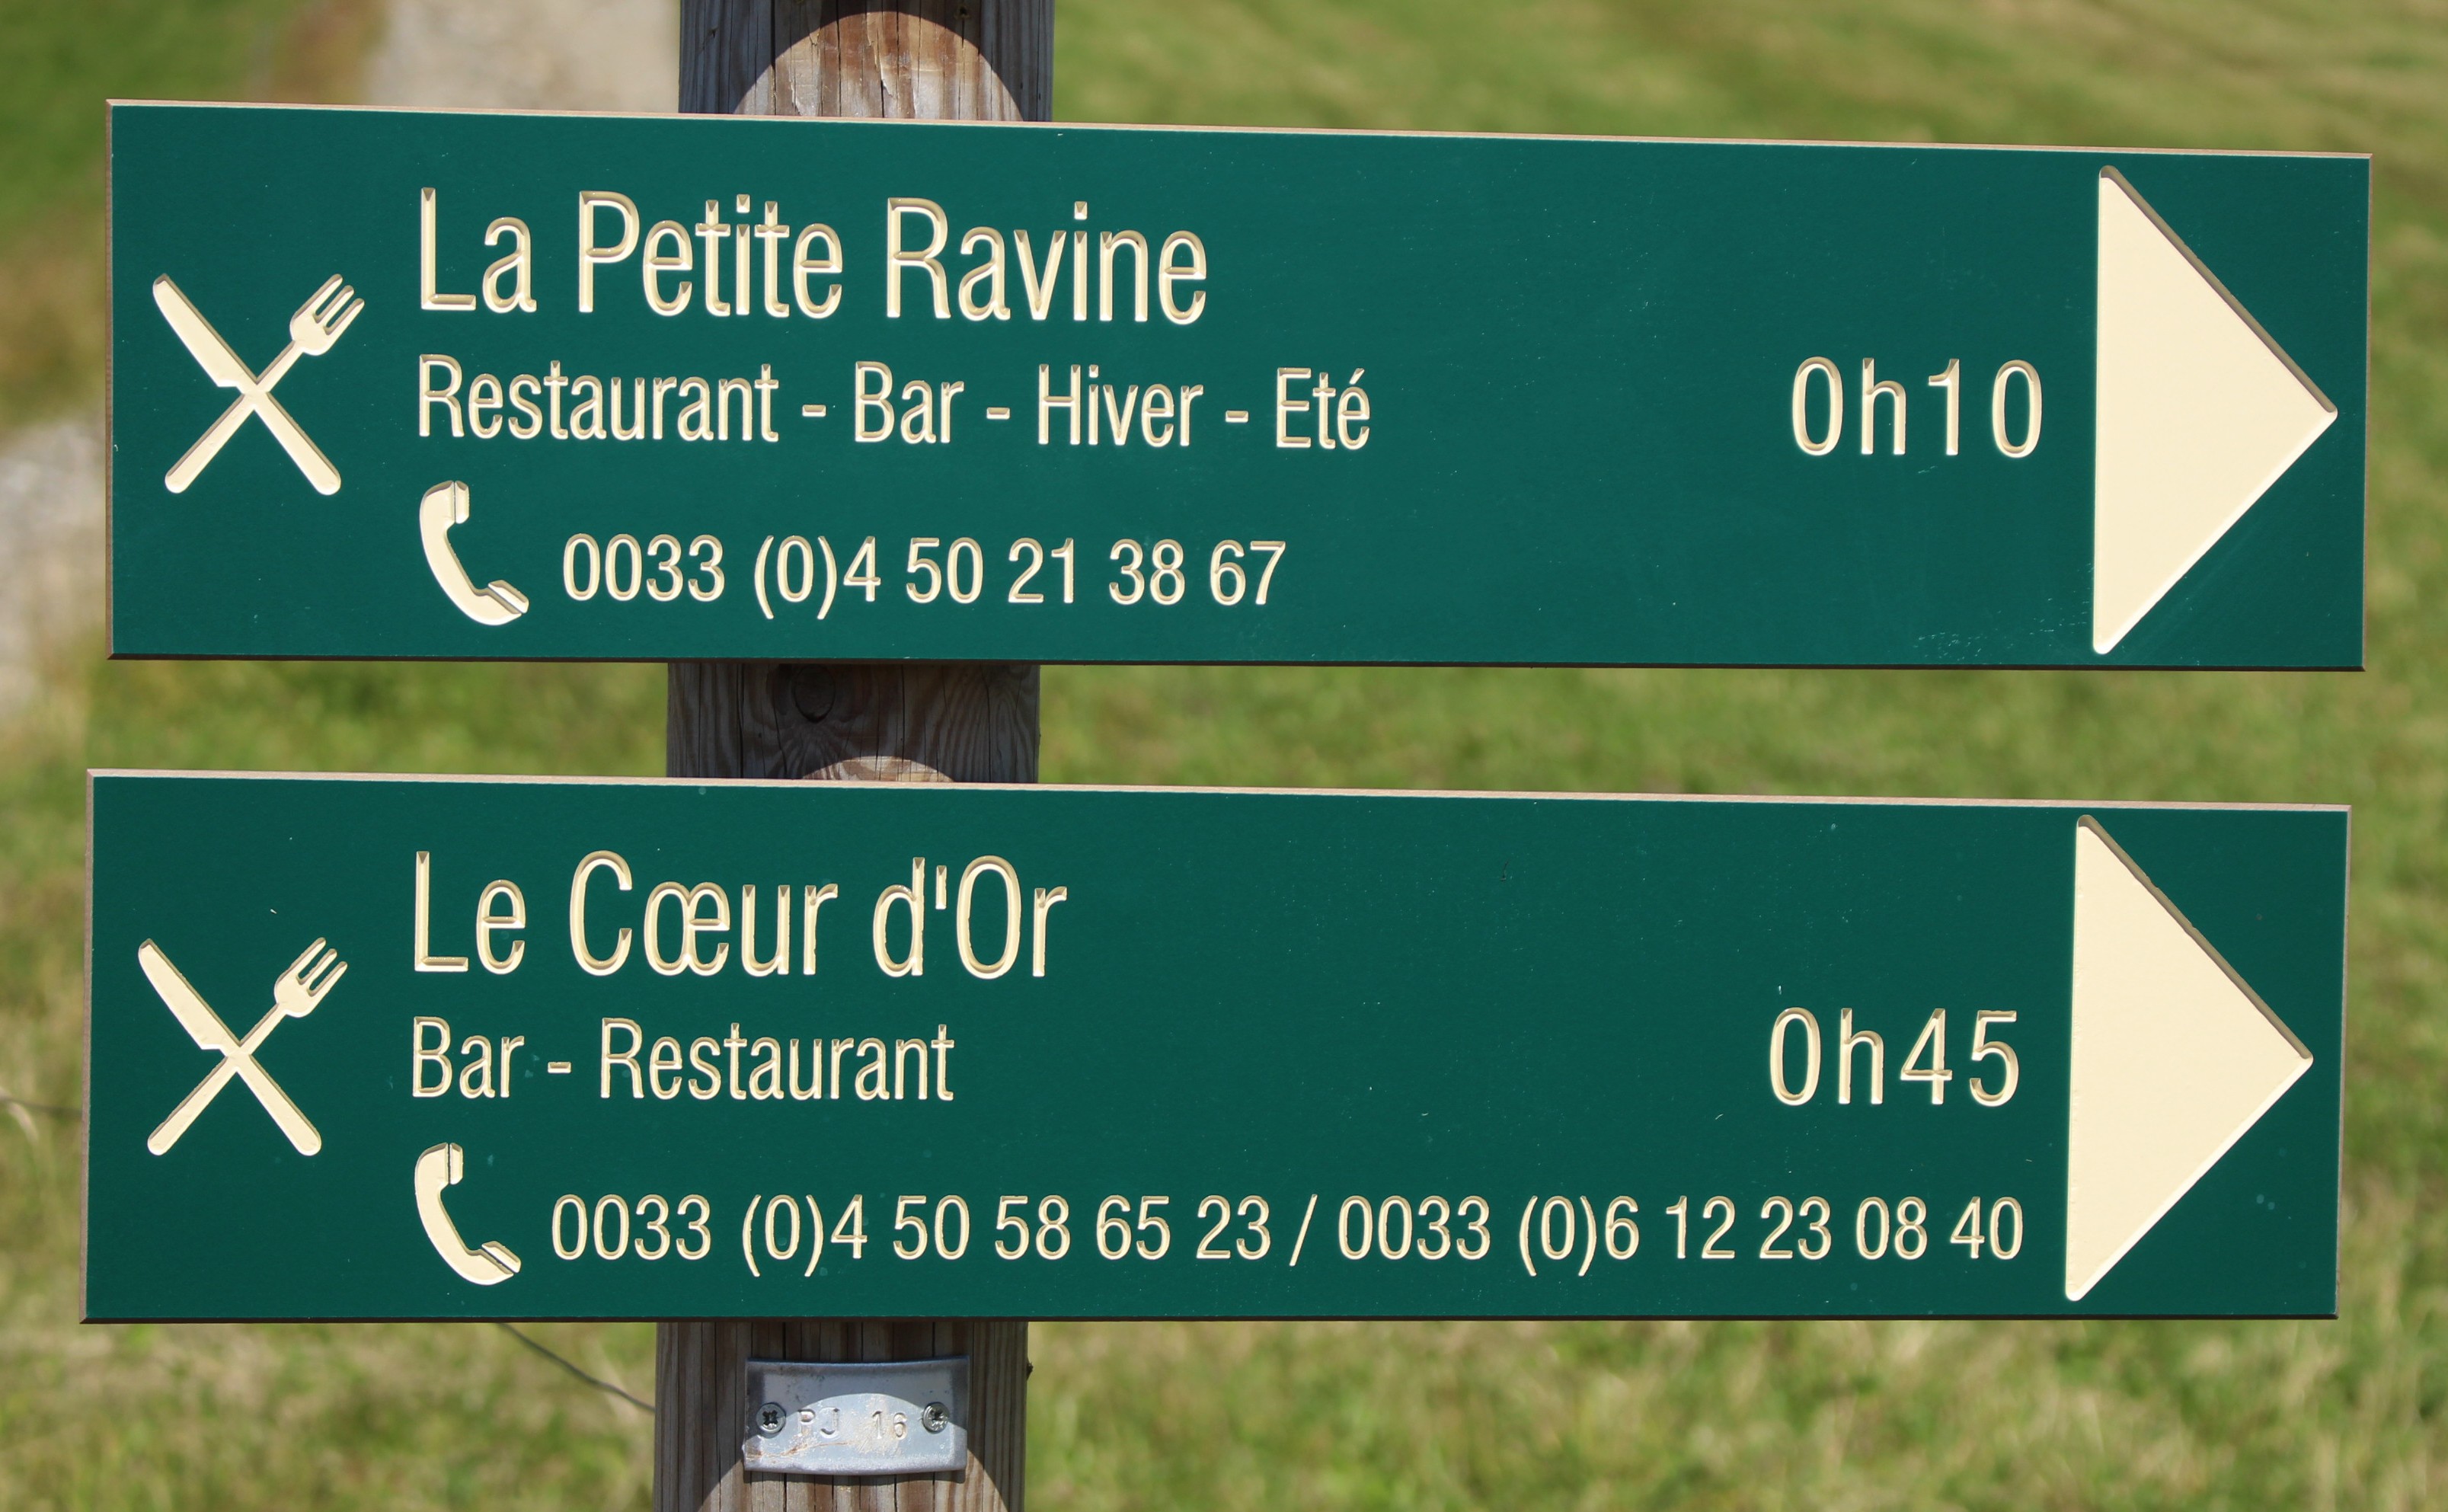 La Petite Ravine
Restaurant - Bar - Hiver - Eté
0h10
0033 (0)4 50 21 38 67
Le Cœur d'Or
Bar - Restaurant
0h45
0033 (0)4 50 58 65 23 / 0033 (0)6 12 23 08 40
PJ 16